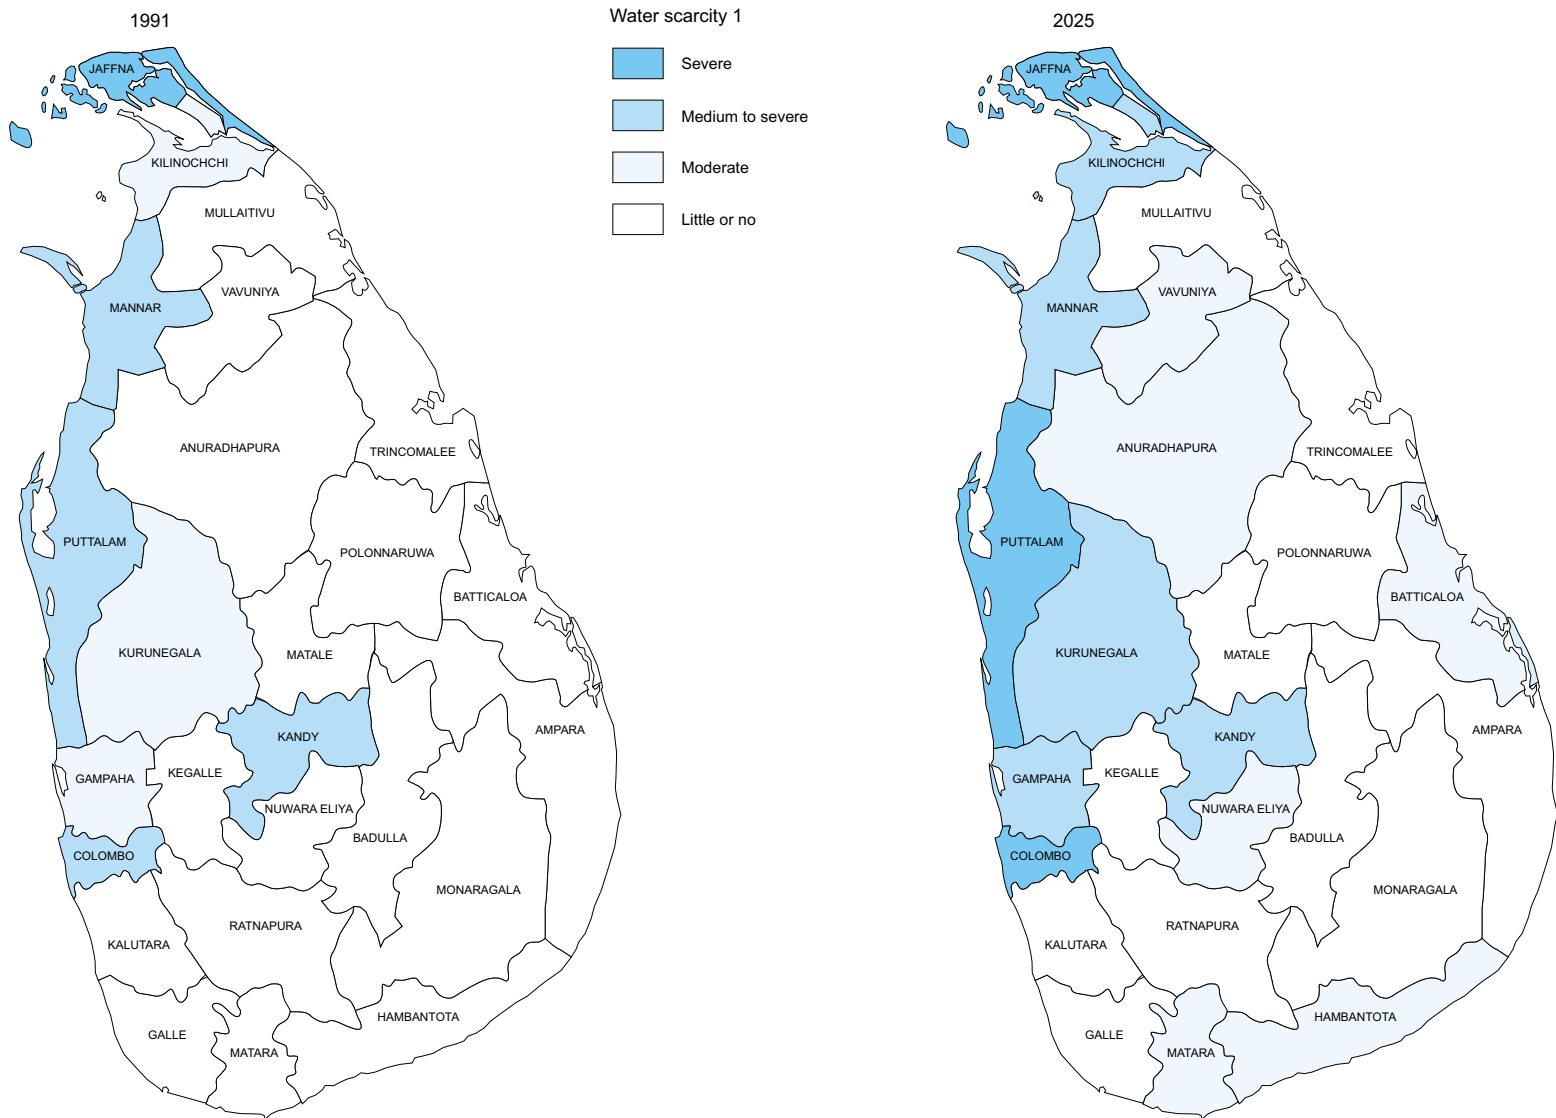 1991
Water scarcity 1
Severe
Medium to severe
Moderate
Little or no
2025
JAFFNA
KILINOCHCHI
MULLAITIVU
VAVUNIYA
MANNAR
ANURADHAPURA
TRINCOMALEE
PUTTALAM
POLONNARUWA
BATTICALOA
KURUNEGALA
MATALE
AMPARA
KANDY
GAMPAHA
KEGALLE
NUWARA ELIYA
BADULLA
COLOMBO
MONARAGALA
RATNAPURA
KALUTARA
HAMBANTOTA
GALLE
MATARA
JAFFNA
KILINOCHCHI
MULLAITIVU
VAVUNIYA
MANNAR
ANURADHAPURA
TRINCOMALEE
PUTTALAM
POLONNARUWA
BATTICALOA
KURUNEGALA
MATALE
AMPARA
KANDY
GAMPAHA
KEGALLE
NUWARA ELIYA
BADULLA
COLOMBO
MONARAGALA
RATNAPURA
KALUTARA
HAMBANTOTA
GALLE
MATARA